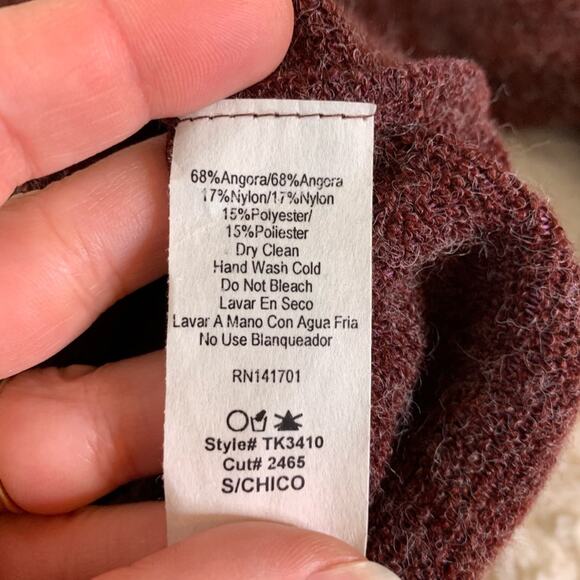 68%Angora/68%Angora
17%Nylon/17%Nylon
15%Polyester/
15%Poliester
Dry Clean
Hand Wash Cold
Do Not Bleach
Lavar En Seco
Lavar A Mano Con Agua Fria
No Use Blanqueador
RN141701
Style# TK3410
Cut# 2465
S/CHICO